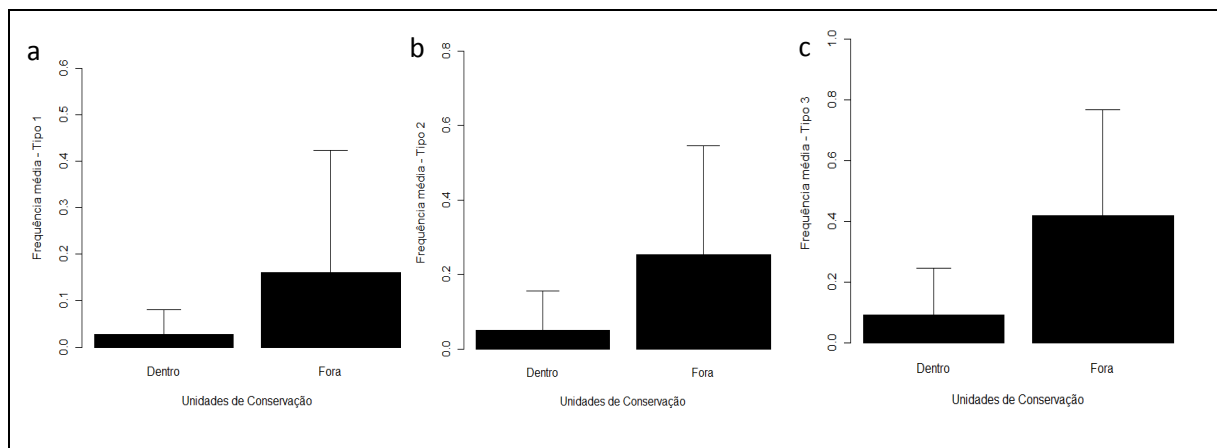 a
Frequência média - Tipo 1
0.0
0.1
0.2
0.3
0.4
0.5
0.6
Dentro
Fora
Unidades de Conservação
b
Frequência média - Tipo 2
0.0
0.2
0.4
0.6
0.8
Dentro
Fora
Unidades de Conservação
c
Frequência média - Tipo 3
0.0
0.2
0.4
0.6
0.8
1.0
Dentro
Fora
Unidades de Conservação